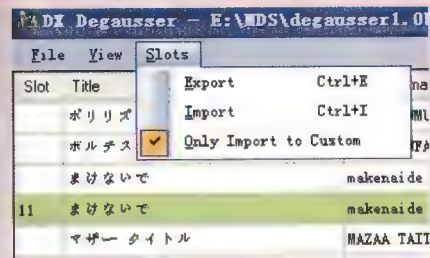 DX Degausser - E:\NDS\degausser1.0
File View Slots
Export Ctrl+E
Import Ctrl+I
Only Import to Custom
Slot Title
ポリリズ
ボルテス
まけないで makenaide
11 まけないで makenaide
マザー タイトル MAZAA TAIT